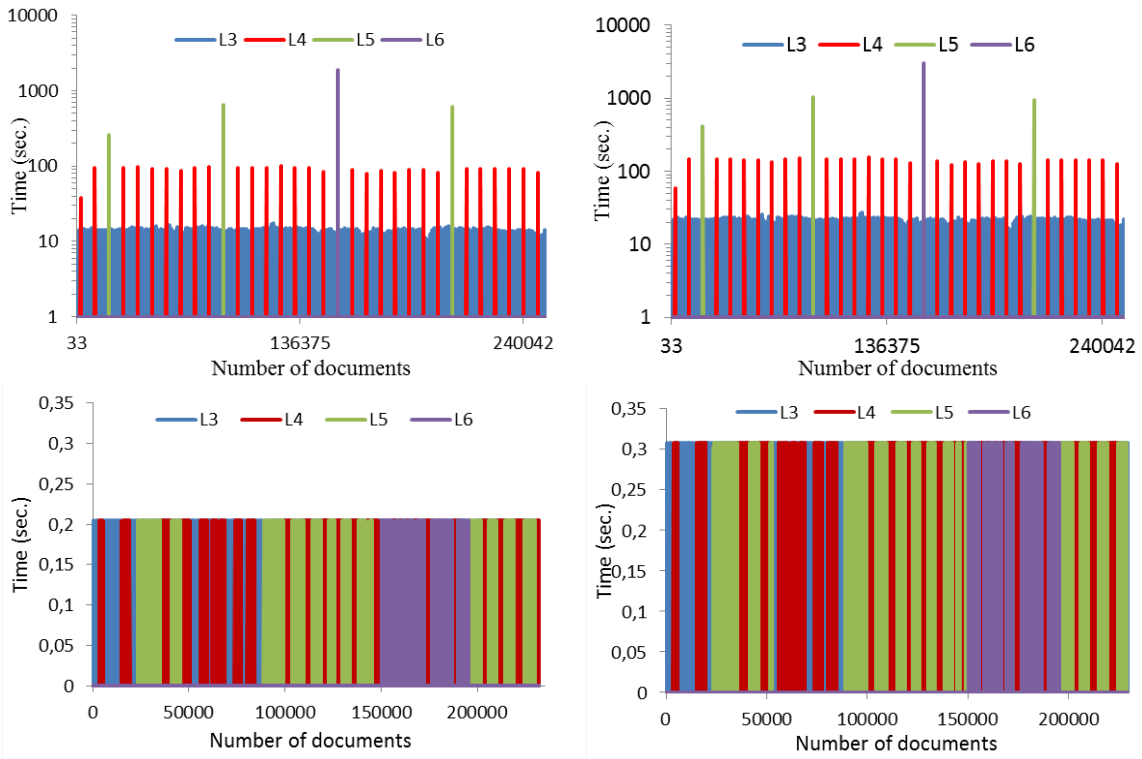 10000
1000
100
10
1
Time (sec.)
L3 L4 L5 L6
33 136375 240042
Number of documents
10000
1000
100
10
1
Time (sec.)
L3 L4 L5 L6
33 136375 240042
Number of documents
0,35
0,3
0,25
0,2
0,15
0,1
0,05
0
Time (sec.)
L3 L4 L5 L6
0 50000 100000 150000 200000
Number of documents
0,35
0,3
0,25
0,2
0,15
0,1
0,05
0
Time (sec.)
L3 L4 L5 L6
0 50000 100000 150000 200000
Number of documents